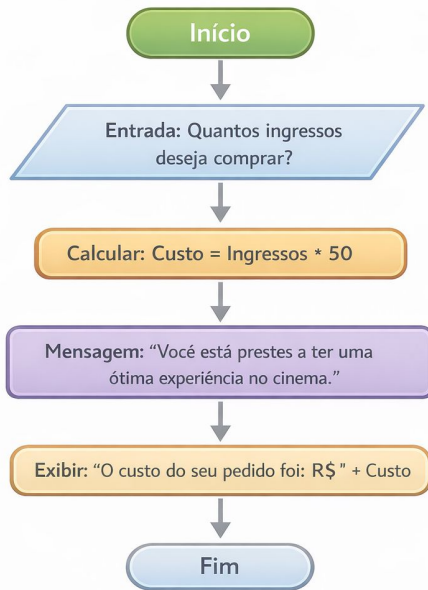 Início
Entrada: Quantos ingressos
deseja comprar?
Calcular: Custo = Ingressos * 50
Mensagem: “Você está prestes a ter uma
ótima experiência no cinema.”
Exibir: “O custo do seu pedido foi: R$ " + Custo
Fim